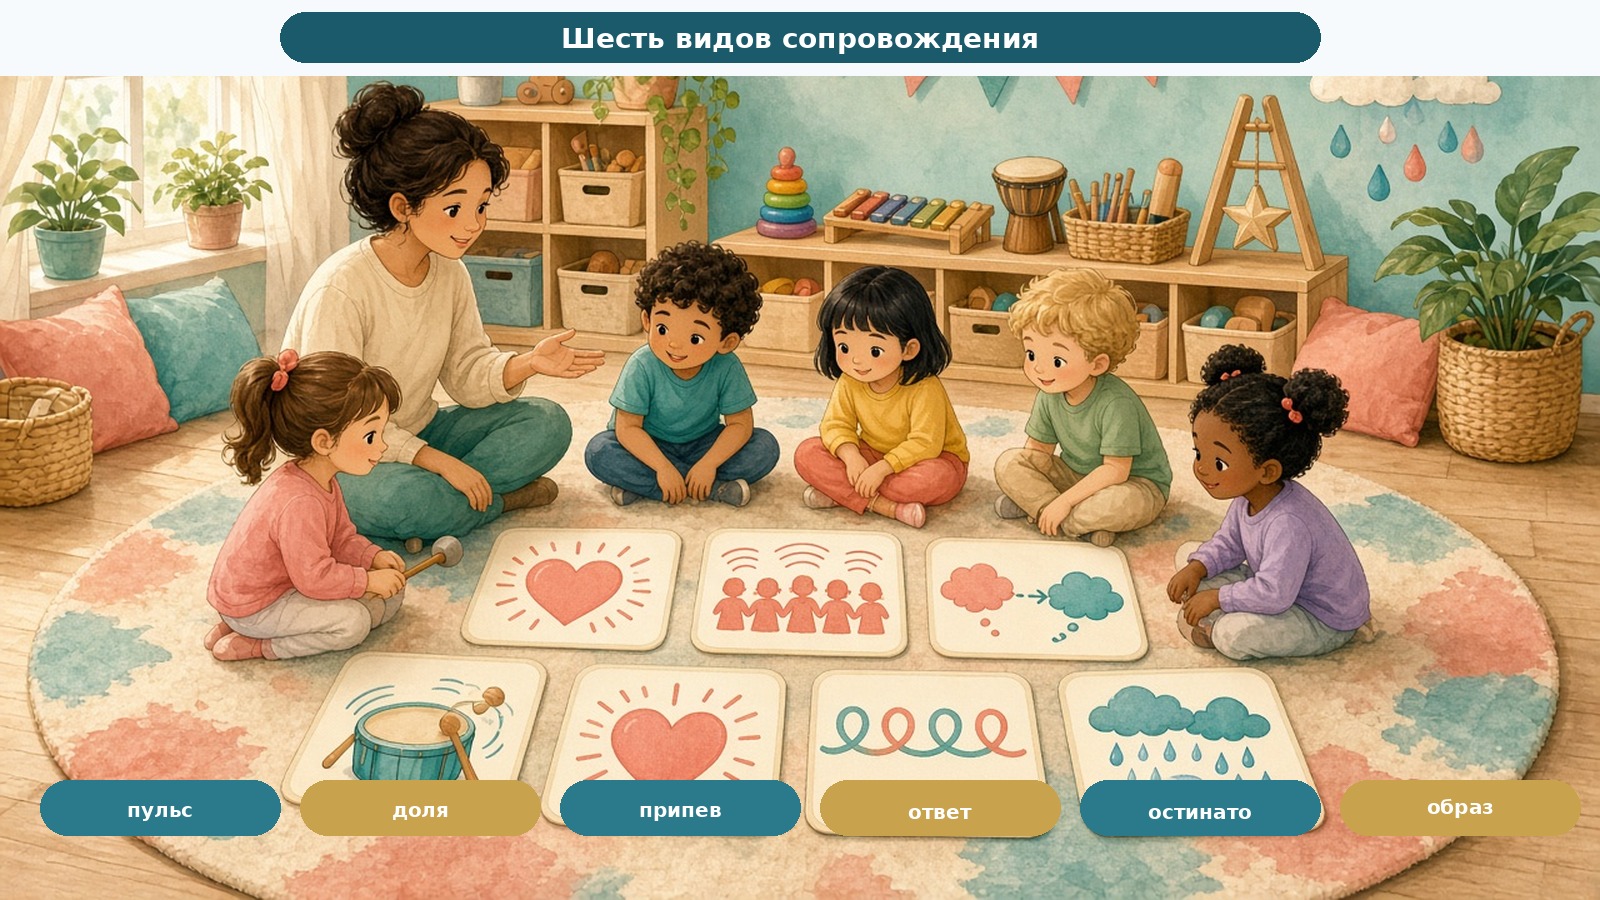 Шесть видов сопровождения
пульс
доля
припев
ответ
остинато
образ